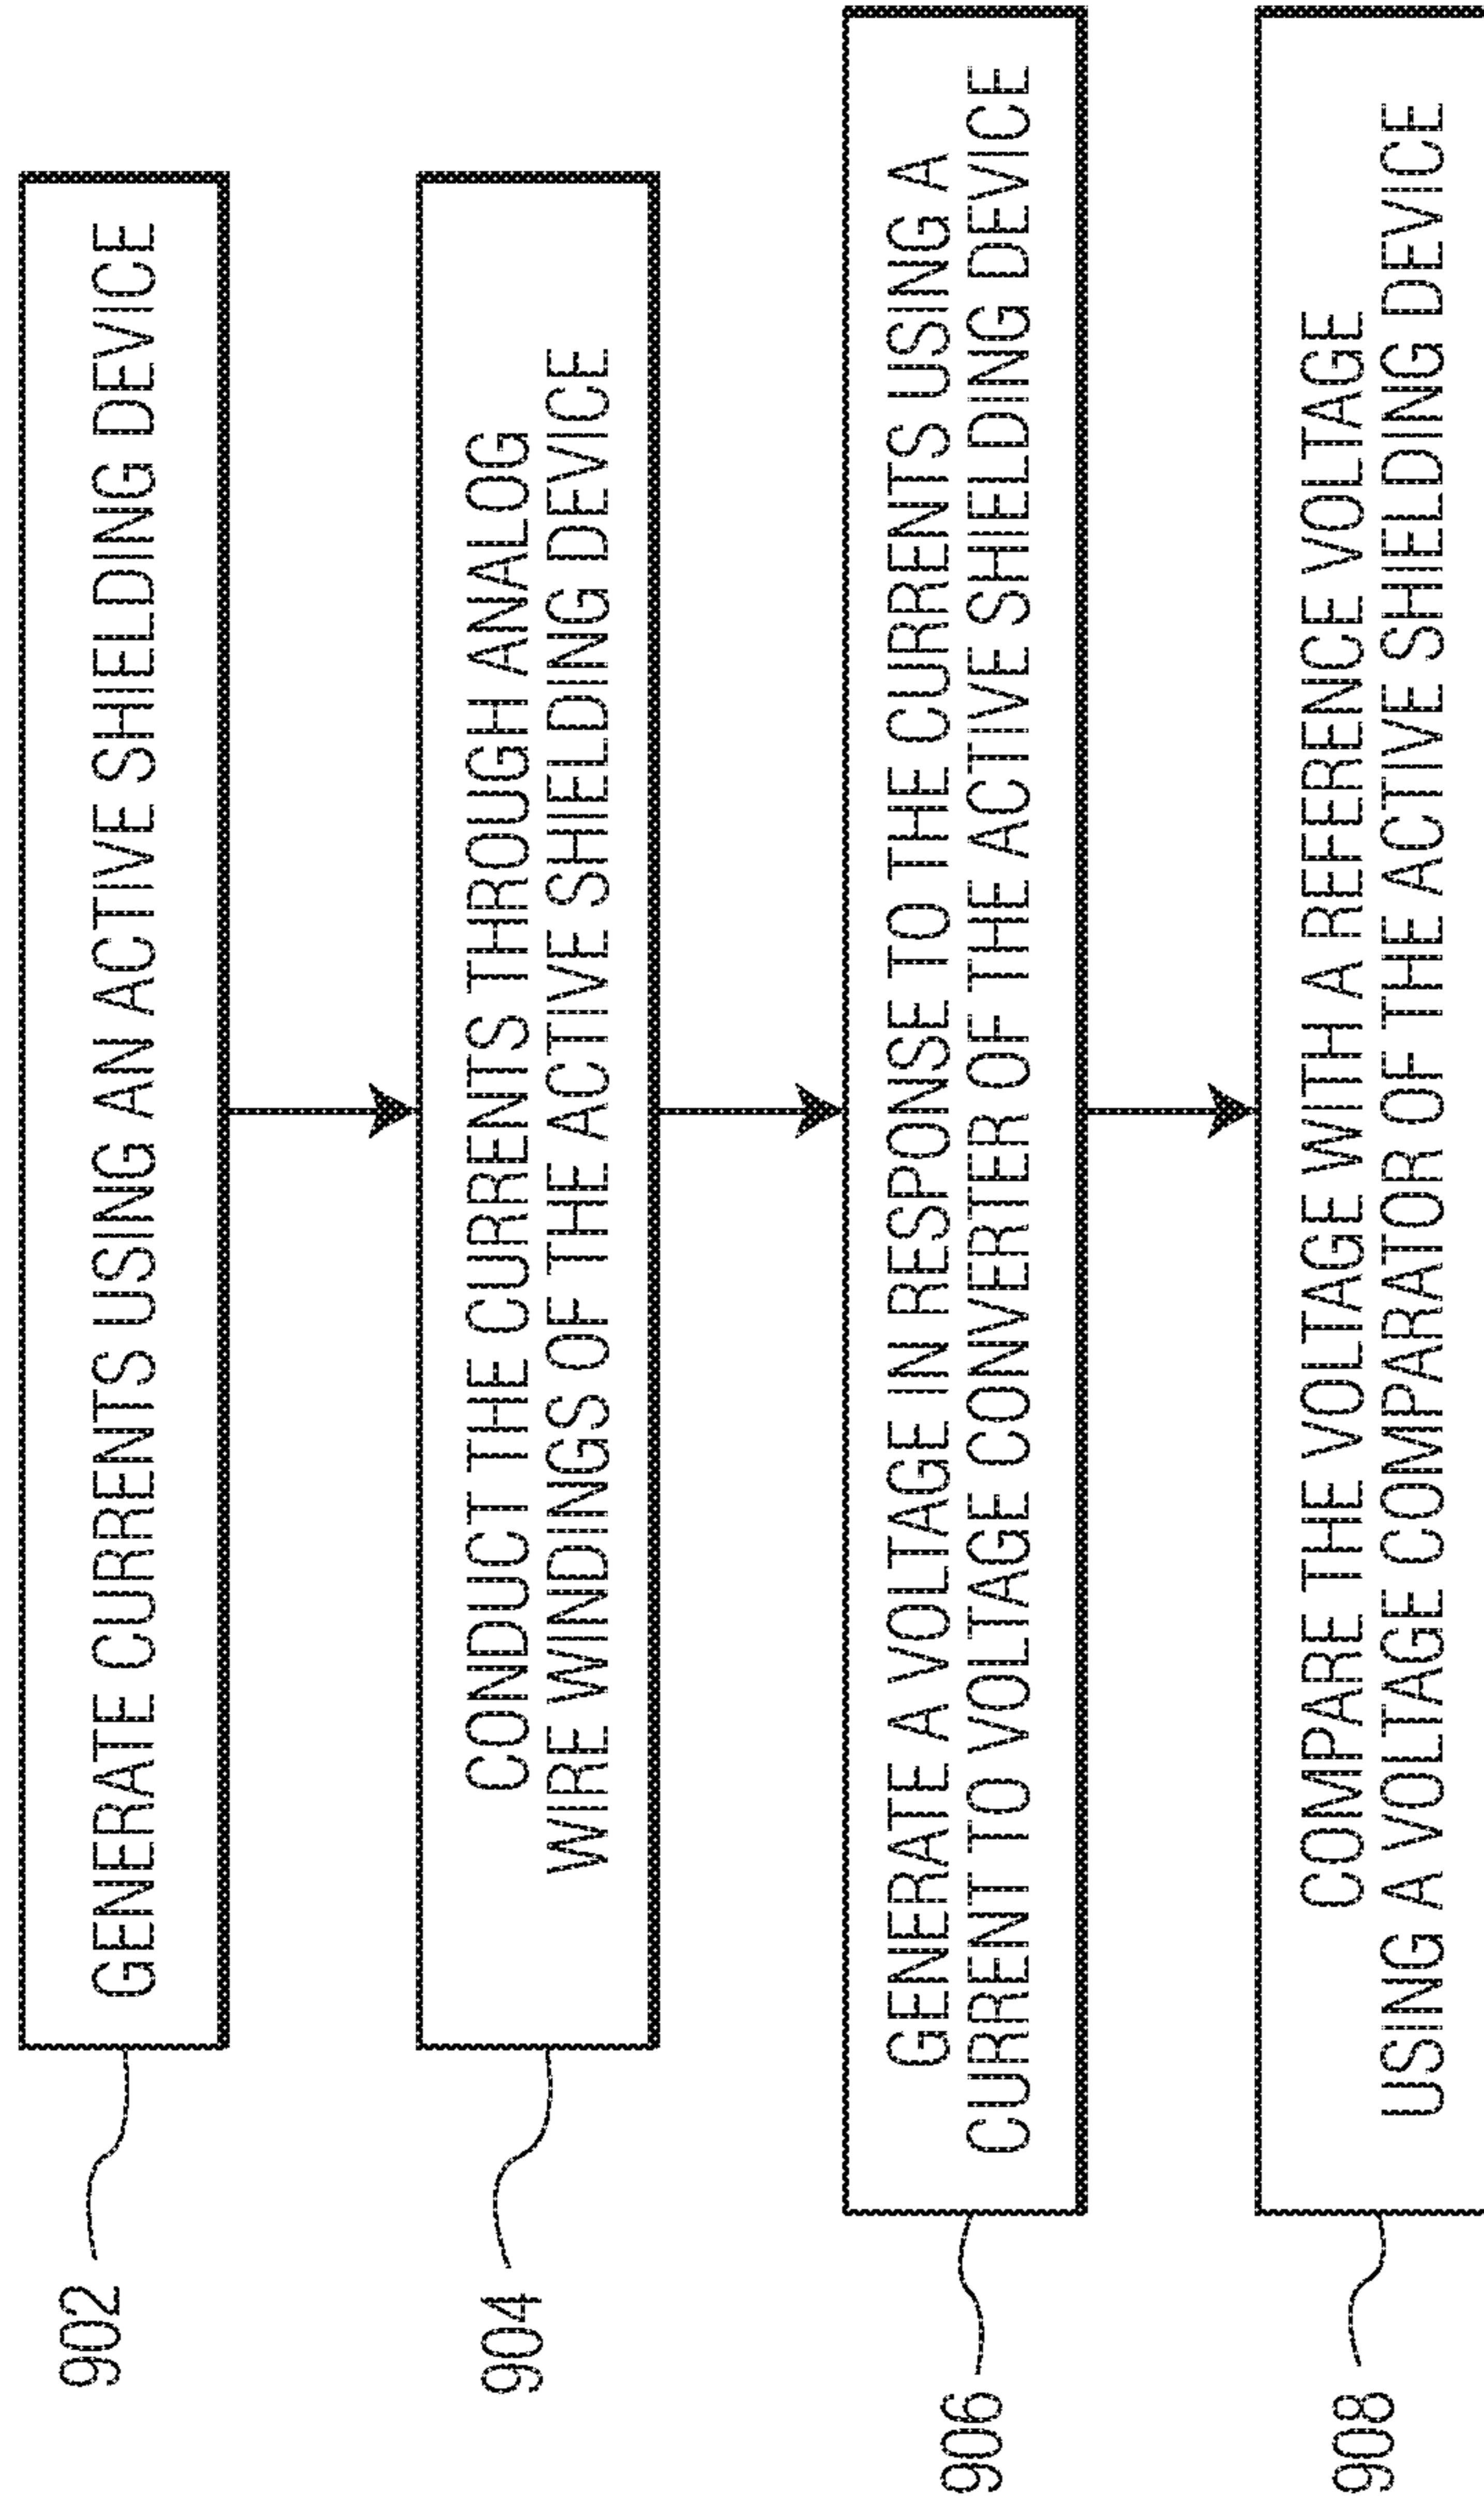 902
GENERATE CURRENTS USING AN ACTIVE SHIELDING DEVICE
904
CONDUCT THE CURRENTS THROUGH ANALOG
WIRE WINDINGS OF THE ACTIVE SHIELDING DEVICE
906
GENERATE A VOLTAGE IN RESPONSE TO THE CURRENTS USING A
CURRENT TO VOLTAGE CONVERTER OF THE ACTIVE SHIELDING DEVICE
908
COMPARE THE VOLTAGE WITH A REFERENCE VOLTAGE
USING A VOLTAGE COMPARATOR OF THE ACTIVE SHIELDING DEVICE